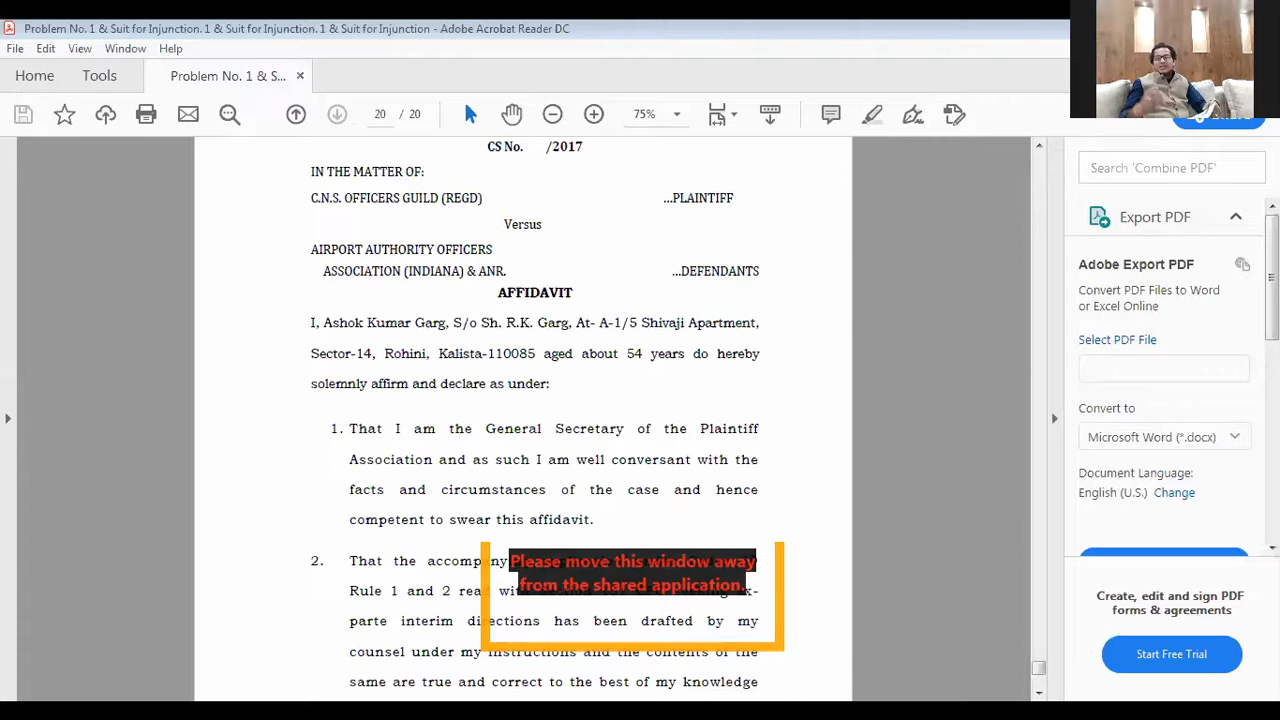 Problem No. 1 & Suit for Injunction. 1 & Suit for Injunction. 1 & Suit for Injunction - Adobe Acrobat Reader DC
File Edit View Window Help
Home Tools Problem No. 1 & S... ×
20 / 20 75%
Search 'Combine PDF'
Export PDF
Adobe Export PDF
Convert PDF Files to Word
or Excel Online
Select PDF File
Convert to
Microsoft Word (*.docx)
Document Language:
English (U.S.) Change
Create, edit and sign PDF
forms & agreements
Start Free Trial
CS No. /2017
IN THE MATTER OF:
C.N.S. OFFICERS GUILD (REGD) ...PLAINTIFF
Versus
AIRPORT AUTHORITY OFFICERS
ASSOCIATION (INDIANA) & ANR. ...DEFENDANTS
AFFIDAVIT
I, Ashok Kumar Garg, S/o Sh. R.K. Garg, At- A-1/5 Shivaji Apartment,
Sector-14, Rohini, Kalista-110085 aged about 54 years do hereby
solemnly affirm and declare as under:
1. That I am the General Secretary of the Plaintiff
Association and as such I am well conversant with the
facts and circumstances of the case and hence
competent to swear this affidavit.
2. That the accompany
Rule 1 and 2 read
parte interim directions has been drafted by my
counsel under my instructions and the contents of the
same are true and correct to the best of my knowledge
Please move this window away
from the shared application.